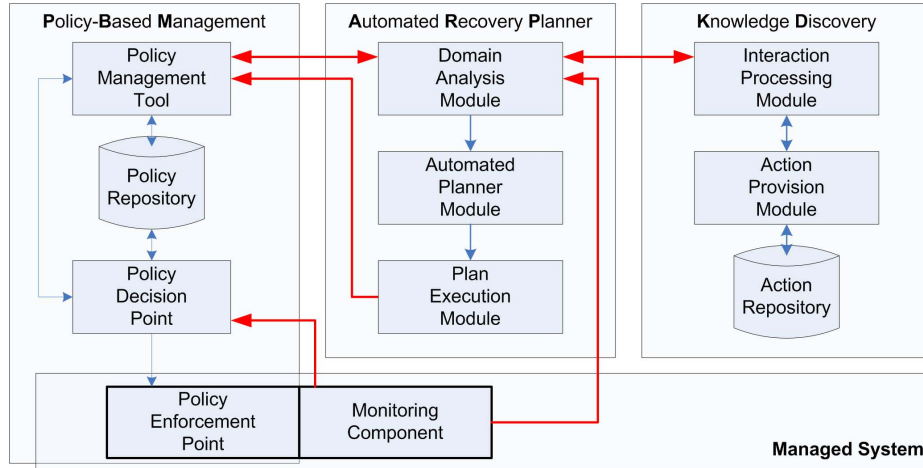 Policy-Based Management
Policy
Management
Tool
Policy
Repository
Policy
Decision
Point
Policy
Enforcement
Point
Automated Recovery Planner
Domain
Analysis
Module
Automated
Planner
Module
Plan
Execution
Module
Monitoring
Component
Knowledge Discovery
Interaction
Processing
Module
Action
Provision
Module
Action
Repository
Managed System